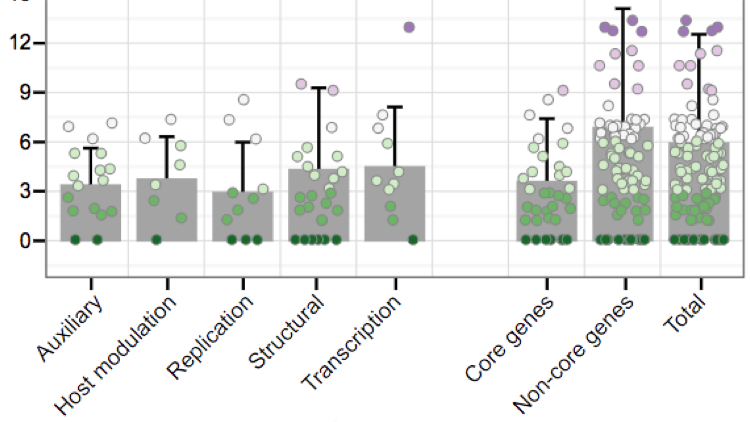 12
9
6
3
0
Auxiliary
Host modulation
Replication
Structural
Transcription
Core genes
Non-core genes
Total